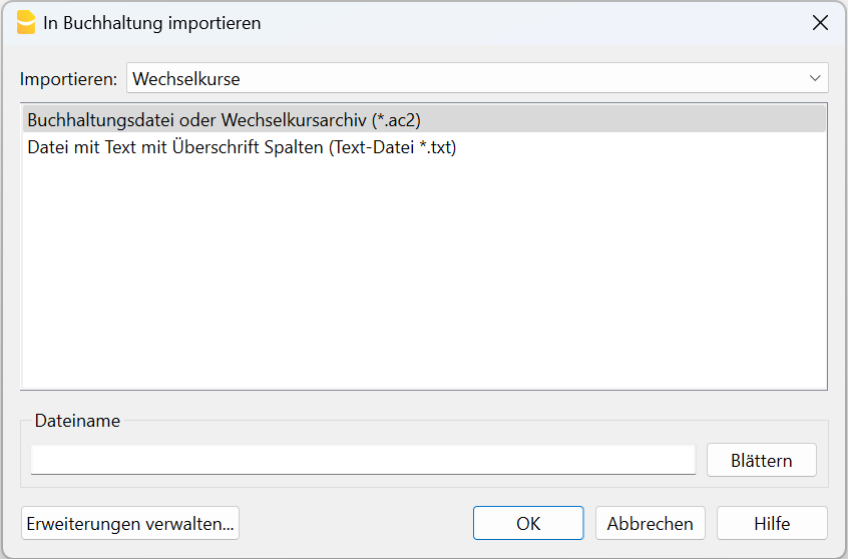 In Buchhaltung importieren
Importieren: Wechselkurse
Buchhaltungsdatei oder Wechselkursarchiv (*.ac2)
Datei mit Text mit Überschrift Spalten (Text-Datei *.txt)
Dateiname
Blättern
Erweiterungen verwalten... OK Abbrechen Hilfe